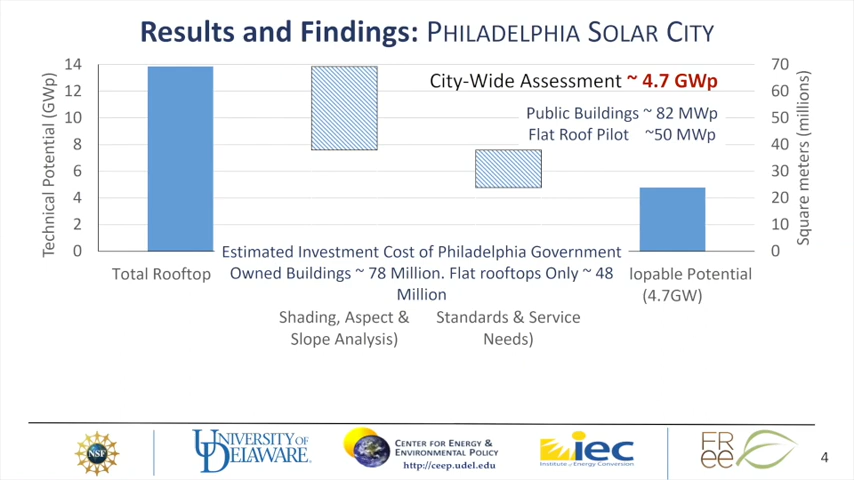 Results and Findings: PHILADELPHIA SOLAR CITY
Technical Potential (GWp)
14
12
10
8
6
4
2
0
City-Wide Assessment ~ 4.7 GWp
Public Buildings ~ 82 MWp
Flat Roof Pilot ~50 MWp
70
60
50
40
30
20
10
0
Square meters (millions)
Estimated Investment Cost of Philadelphia Government
Owned Buildings ~ 78 Million. Flat rooftops Only ~ 48
Million
Total Rooftop
Shading, Aspect &
Slope Analysis)
Standards & Service
Needs)
lopable Potential
(4.7GW)
NSF
UNIVERSITY OF
DELAWARE.
CENTER FOR ENERGY &
ENVIRONMENTAL POLICY
http://ceep.udel.edu
iec
Institute of Energy Conversion
FR
ee
4